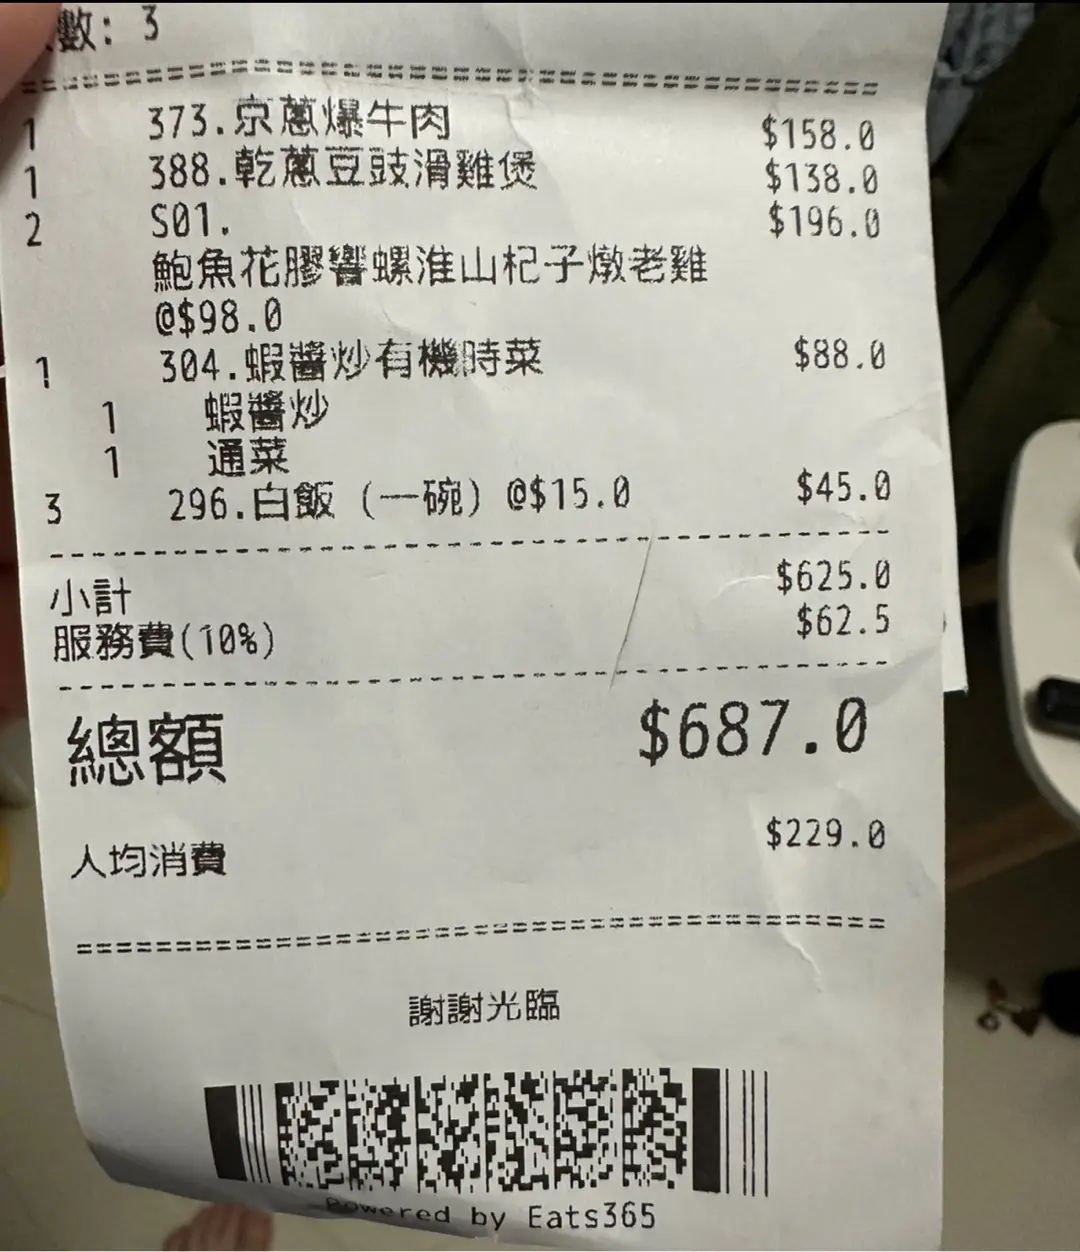 數: 3
1 373.京蔥爆牛肉 $158.0
1 388.乾蔥豆豉滑雞煲 $138.0
2 S01. $196.0
鮑魚花膠響螺淮山杞子燉老雞
@$98.0
1 304.蝦醬炒有機時菜 $88.0
1 蝦醬炒
1 通菜
3 296.白飯 (一碗) @$15.0 $45.0
小計 $625.0
服務費(10%) $62.5
總額 $687.0
人均消費 $229.0
謝謝光臨
Powered by Eats365